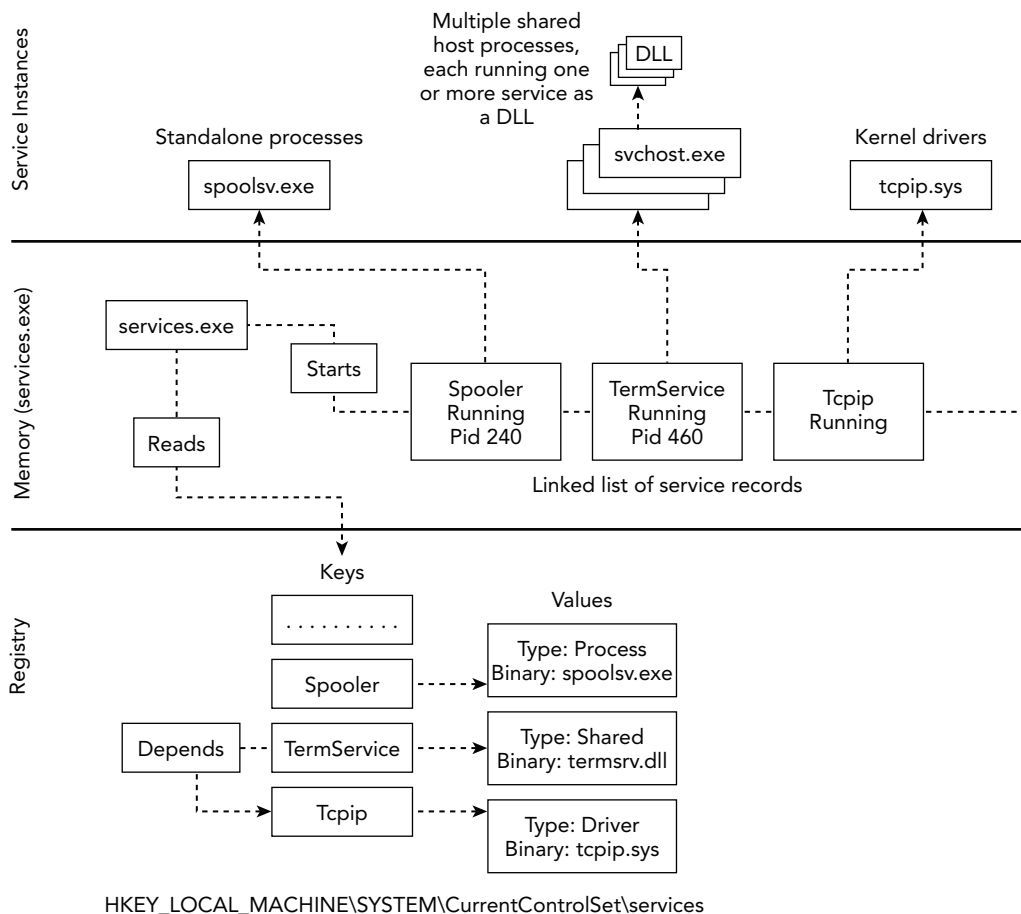 Service Instances
Multiple shared
host processes,
each running one
or more service as
a DLL
DLL
Standalone processes
spoolsv.exe
svchost.exe
Kernel drivers
tcpip.sys
Memory (services.exe)
services.exe
Starts
Reads
Spooler
Running
Pid 240
TermService
Running
Pid 460
Tcpip
Running
Linked list of service records
Registry
Keys
. . . . . . . . . .
Spooler
TermService
Tcpip
Depends
Values
Type: Process
Binary: spoolsv.exe
Type: Shared
Binary: termsrv.dll
Type: Driver
Binary: tcpip.sys
HKEY_LOCAL_MACHINE\SYSTEM\CurrentControlSet\services